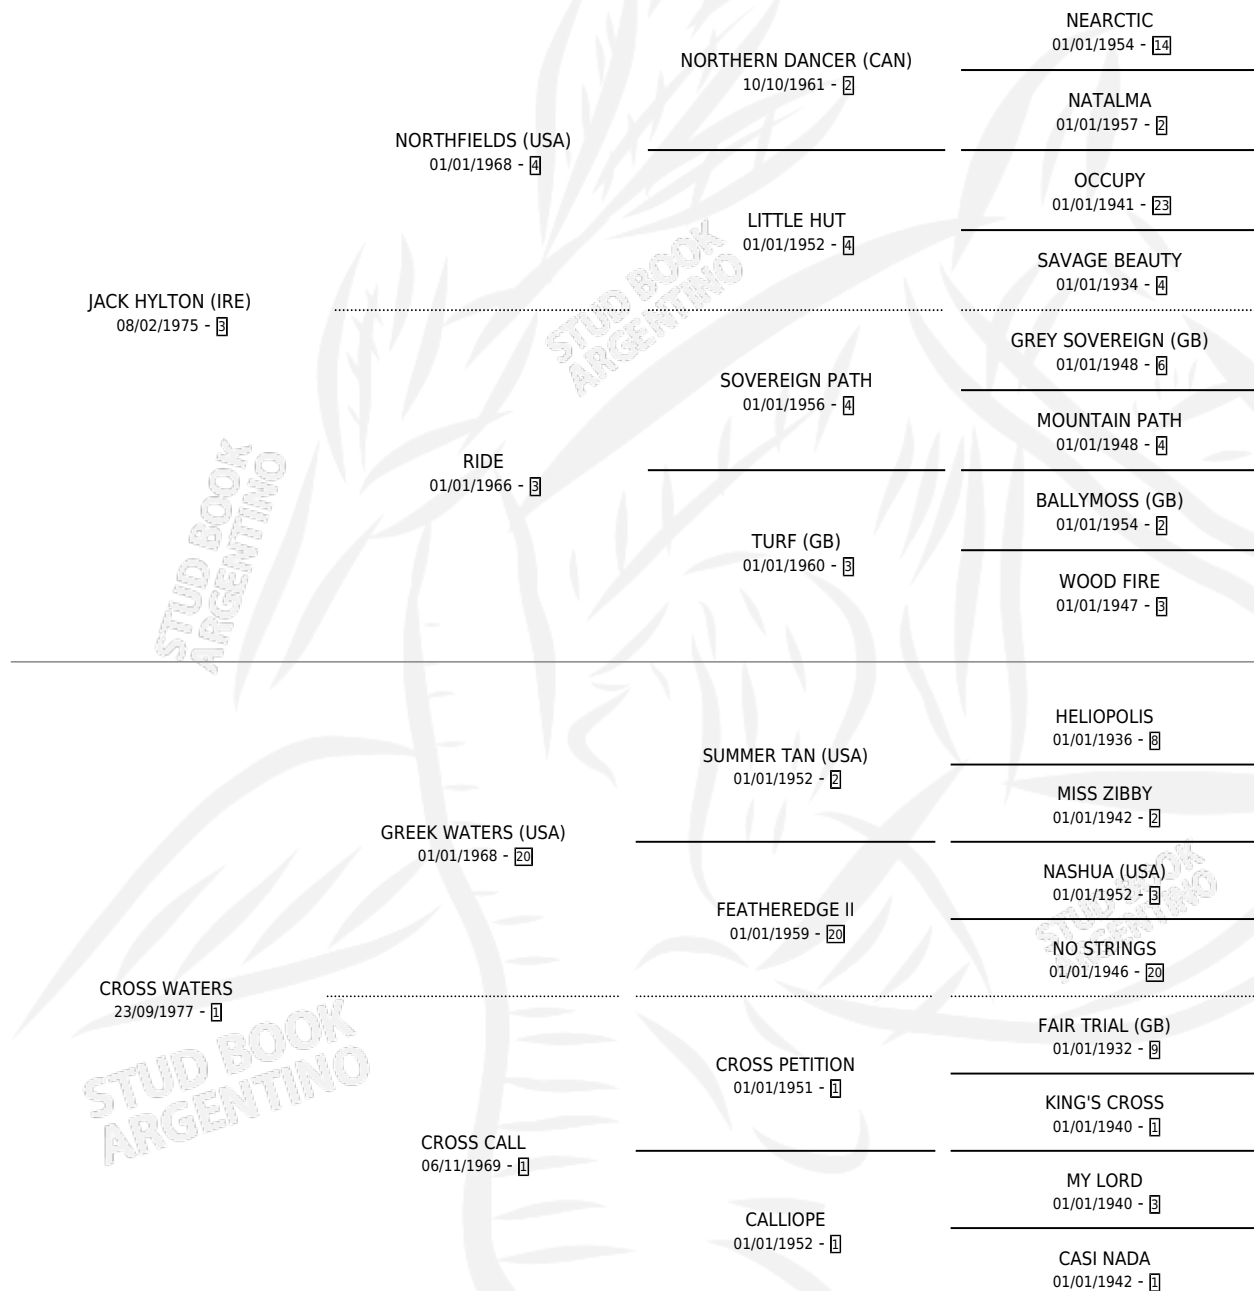 NEARCTIC
01/01/1954 - 14
NORTHERN DANCER (CAN)
10/10/1961 - 2
NATALMA
01/01/1957 - 2
NORTHFIELDS (USA)
01/01/1968 - 4
OCCUPY
01/01/1941 - 23
LITTLE HUT
01/01/1952 - 4
SAVAGE BEAUTY
01/01/1934 - 4
JACK HYLTON (IRE)
08/02/1975 - 3
GREY SOVEREIGN (GB)
01/01/1948 - 6
SOVEREIGN PATH
01/01/1956 - 4
MOUNTAIN PATH
01/01/1948 - 4
RIDE
01/01/1966 - 3
BALLYMOSS (GB)
01/01/1954 - 2
TURF (GB)
01/01/1960 - 3
WOOD FIRE
01/01/1947 - 3
HELIOPOLIS
01/01/1936 - 8
SUMMER TAN (USA)
01/01/1952 - 2
MISS ZIBBY
01/01/1942 - 2
GREEK WATERS (USA)
01/01/1968 - 20
NASHUA (USA)
01/01/1952 - 3
FEATHEREDGE II
01/01/1959 - 20
NO STRINGS
01/01/1946 - 20
CROSS WATERS
23/09/1977 - 1
FAIR TRIAL (GB)
01/01/1932 - 9
CROSS PETITION
01/01/1951 - 1
KING'S CROSS
01/01/1940 - 1
CROSS CALL
06/11/1969 - 1
MY LORD
01/01/1940 - 3
CALLIOPE
01/01/1952 - 1
CASI NADA
01/01/1942 - 1
STUD BOOK
ARGENTINO
STUD BOOK
ARGENTINO
STUD BOOK
ARGENTINO
STUD BOOK
ARGENTINO